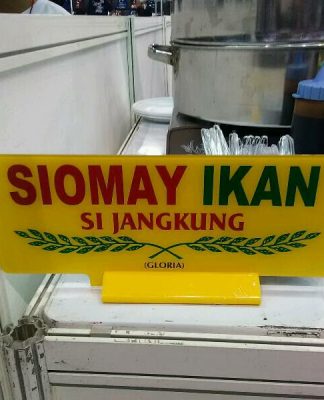 SIOMAY IKAN
SI JANGKUNG
(GLORIA)